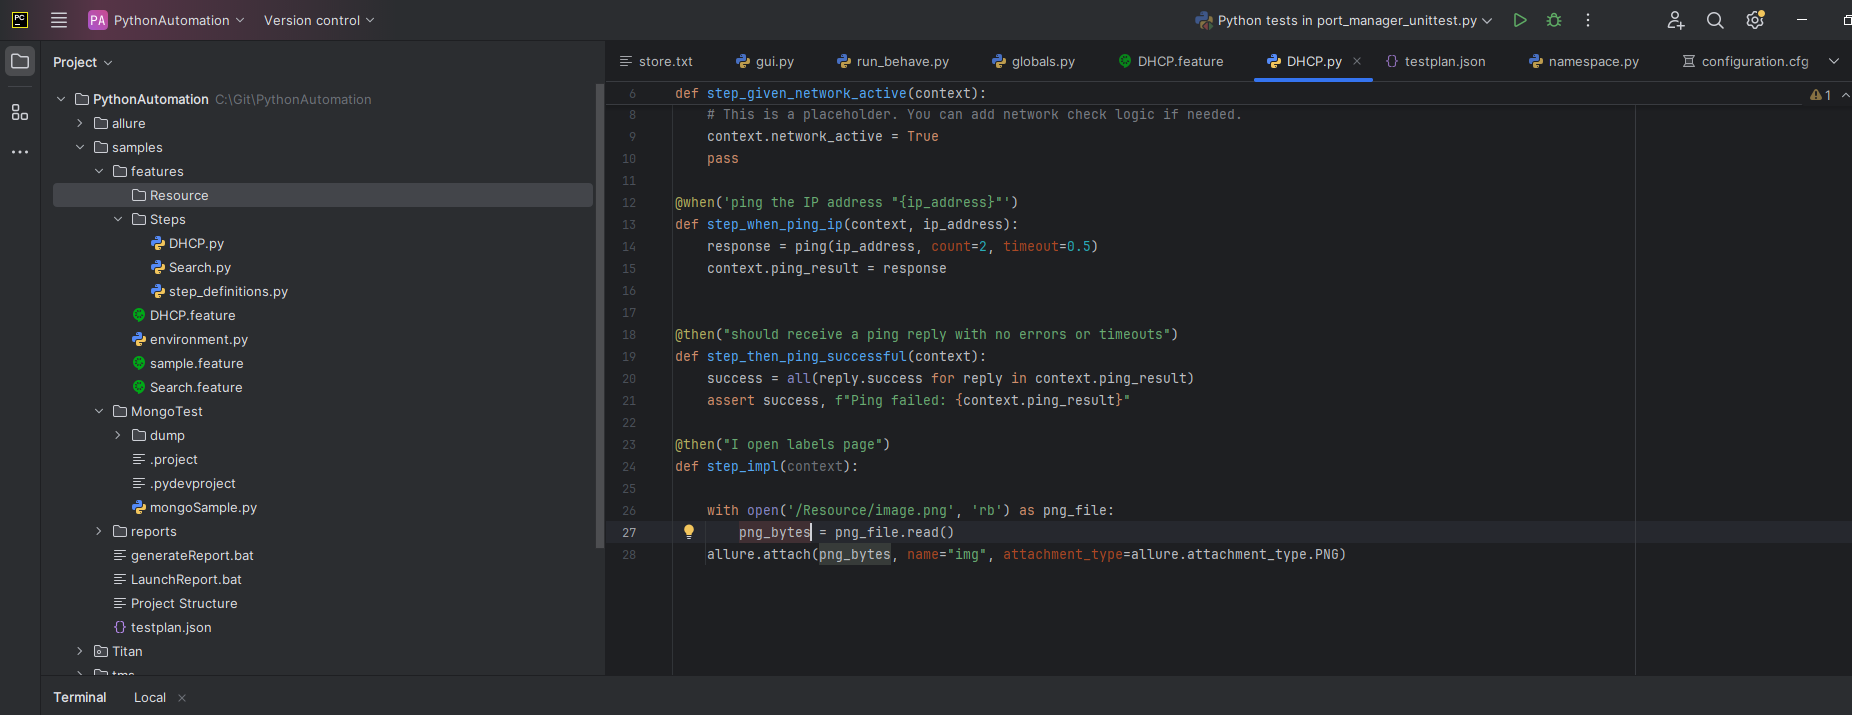 PC
PA PythonAutomation Version control Python tests in port_manager_unittest.py
Project
store.txt gui.py run_behave.py globals.py DHCP.feature DHCP.py testplan.json namespace.py configuration.cfg
PythonAutomation C:\Git\PythonAutomation
allure
samples
features
Resource
Steps
DHCP.py
Search.py
step_definitions.py
DHCP.feature
environment.py
sample.feature
Search.feature
MongoTest
dump
.project
.pydevproject
mongoSample.py
reports
generateReport.bat
LaunchReport.bat
Project Structure
testplan.json
Titan
tms
6 def step_given_network_active(context):
1
8 # This is a placeholder. You can add network check logic if needed.
9 context.network_active = True
10 pass
11
12 @when('ping the IP address "{ip_address}"')
13 def step_when_ping_ip(context, ip_address):
14 response = ping(ip_address, count=2, timeout=0.5)
15 context.ping_result = response
16
17
18 @then("should receive a ping reply with no errors or timeouts")
19 def step_then_ping_successful(context):
20 success = all(reply.success for reply in context.ping_result)
21 assert success, f"Ping failed: {context.ping_result}"
22
23 @then("I open labels page")
24 def step_impl(context):
25
26 with open('/Resource/image.png', 'rb') as png_file:
27 png_bytes = png_file.read()
28 allure.attach(png_bytes, name="img", attachment_type=allure.attachment_type.PNG)
Terminal Local